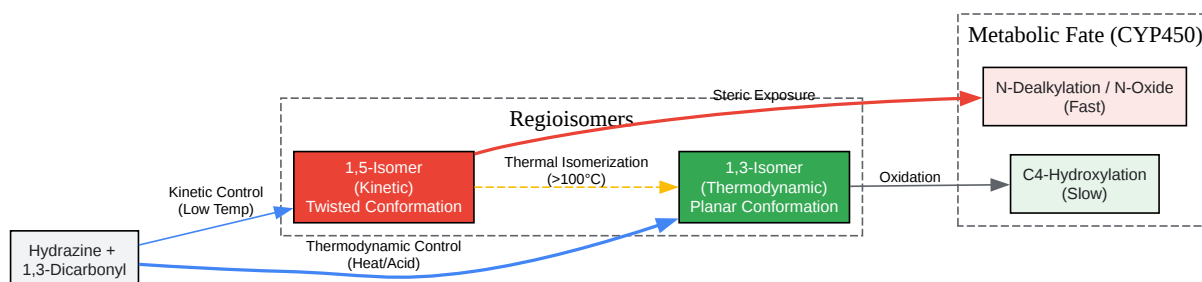 Metabolic Fate (CYP450)
N-Dealkylation / N-Oxide
(Fast)
Steric Exposure
Regioisomers
1,5-Isomer
(Kinetic)
Twisted Conformation
Thermal Isomerization
(>100°C)
1,3-Isomer
(Thermodynamic)
Planar Conformation
Oxidation
C4-Hydroxylation
(Slow)
Kinetic Control
(Low Temp)
Thermodynamic Control
(Heat/Acid)
Hydrazine +
1,3-Dicarbonyl